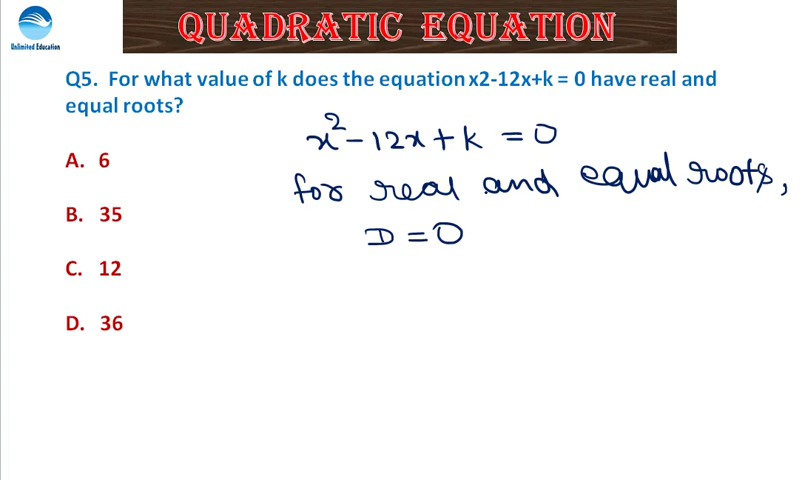 QUADRATIC EQUATION
Unlimited Education
Q5. For what value of k does the equation x2-12x+k = 0 have real and
equal roots?
x² - 12x + k = 0
A. 6
for real and equal roots,
B. 35
D = 0
C. 12
D. 36